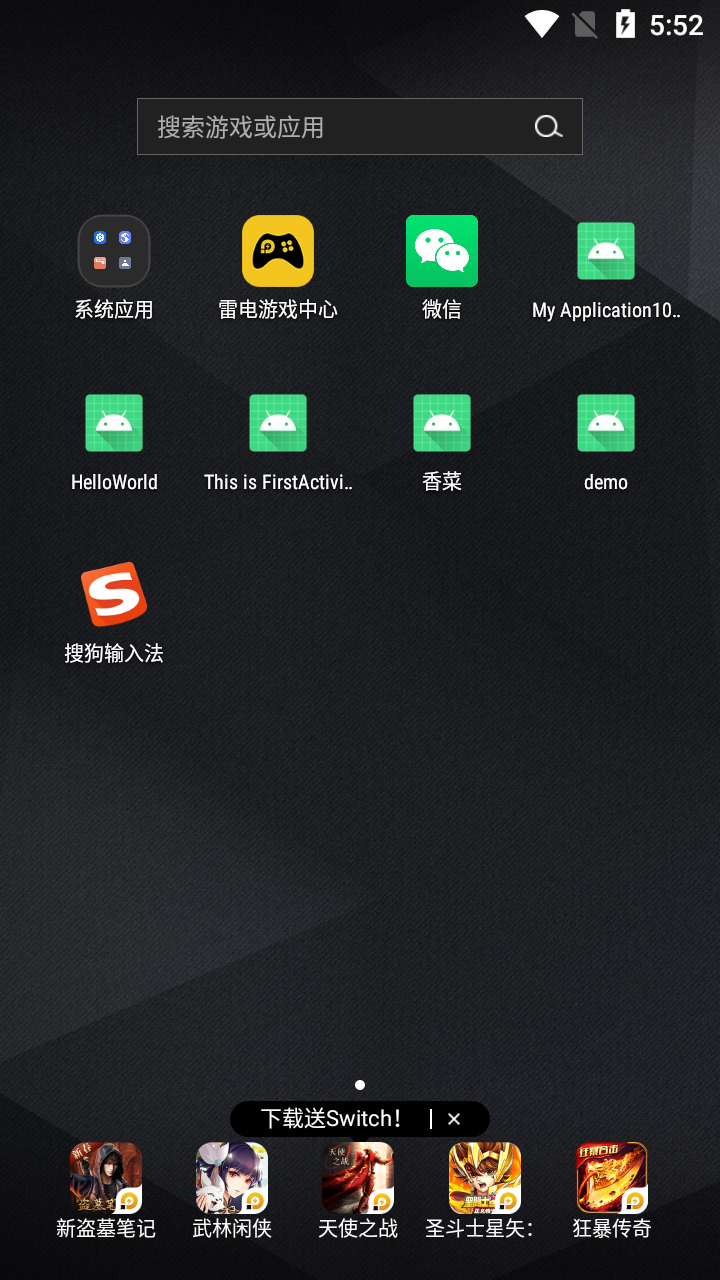 5:52
搜索游戏或应用
系统应用
雷电游戏中心
微信
My Application10..
HelloWorld
This is FirstActivi..
香菜
demo
搜狗输入法
下载送Switch!
新盗墓笔记
武林闲侠
天使之战
圣斗士星矢:
狂暴传奇